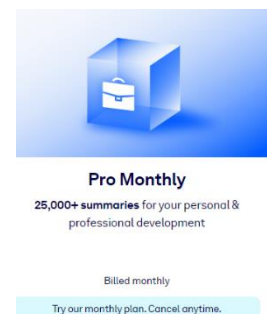 Pro Monthly
25,000+ summaries for your personal &
professional development
Billed monthly
Try our monthly plan. Cancel anytime.